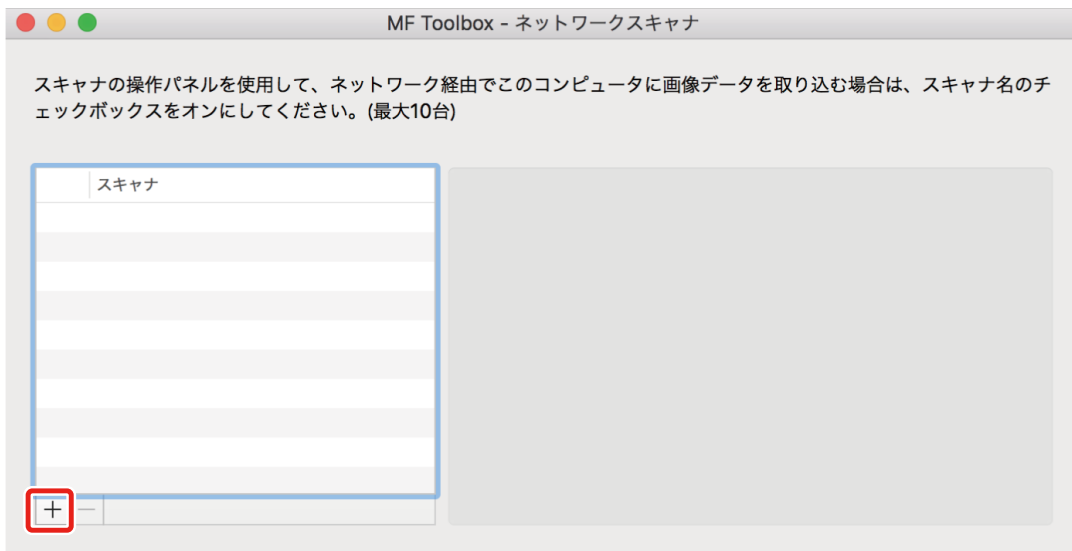 MF Toolbox - ネットワークスキャナ
スキャナの操作パネルを使用して、ネットワーク経由でこのコンピュータに画像データを取り込む場合は、スキャナ名のチ
ェックボックスをオンにしてください。(最大10台)
スキャナ
+ −